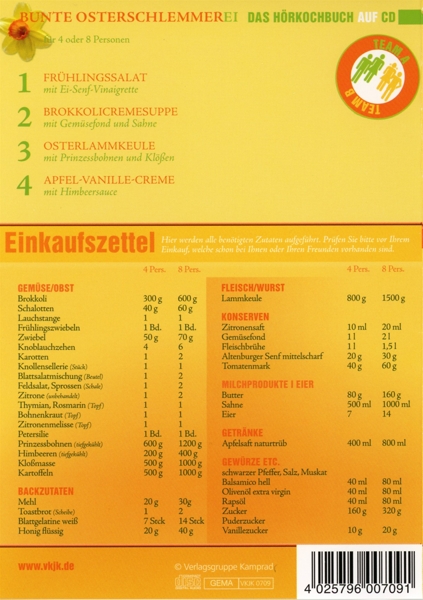 BUNTE OSTERSCHLEMMEREI DAS HÖRKOCHBUCH AUF CD
für 4 oder 8 Personen
TEAM A
TEAM B
1 FRÜHLINGSSALAT
mit Ei-Senf-Vinaigrette
2 BROKKOLICREMESUPPE
mit Gemüsefond und Sahne
3 OSTERLAMMKEULE
mit Prinzessbohnen und Klößen
4 APFEL-VANILLE-CREME
mit Himbeersauce
Einkaufszettel
Hier werden alle benötigten Zutaten aufgeführt. Prüfen Sie bitte vor Ihrem
Einkauf, welche schon bei Ihnen oder Ihren Freunden vorhanden sind.
4 Pers. 8 Pers.
GEMÜSE/OBST
Brokkoli 300 g 600 g
Schalotten 40 g 60 g
Lauchstange 1 1
Frühlingszwiebeln 1 Bd. 1 Bd.
Zwiebel 50 g 70 g
Knoblauchzehen 4 6
Karotten 1 2
Knollensellerie (Stück) 1 1
Blattsalatmischung (Beutel) 1 2
Feldsalat, Sprossen (Schale) 1 2
Zitrone (unbehandelt) 1 2
Thymian, Rosmarin (Topf) 1 1
Bohnenkraut (Topf) 1 1
Zitronenmelisse (Topf) 1 1
Petersilie 1 Bd. 1 Bd.
Prinzessbohnen (tiefgekühlt) 600 g 1200 g
Himbeeren (tiefgekühlt) 200 g 400 g
Kloßmasse 500 g 1000 g
Kartoffeln 500 g 1000 g
BACKZUTATEN
Mehl 20 g 30g
Toastbrot (Scheibe) 1 2
Blattgelatine weiß 7 Stck 14 Stck
Honig flüssig 20 g 40 g
4 Pers. 8 Pers.
FLEISCH/WURST
Lammkeule 800 g 1500 g
KONSERVEN
Zitronensaft 10 ml 20 ml
Gemüsefond 1 l 2 l
Fleischbrühe 1 l 1,5 l
Altenburger Senf mittelscharf 20 g 30 g
Tomatenmark 40 g 60 g
MILCHPRODUKTE I EIER
Butter 80 g 160 g
Sahne 500 ml 1000 ml
Eier 7 14
GETRÄNKE
Apfelsaft naturtrüb 400 ml 800 ml
GEWÜRZE ETC.
schwarzer Pfeffer, Salz, Muskat
Balsamico hell 40 ml 80 ml
Olivenöl extra virgin 40 ml 80 ml
Rapsöl 40 ml 80 ml
Zucker 160 g 320 g
Puderzucker
Vanillezucker 10 g 20 g
www.vkjk.de
© Verlagsgruppe Kamprad
GEMA
VKJK 0709
4 025796 007091